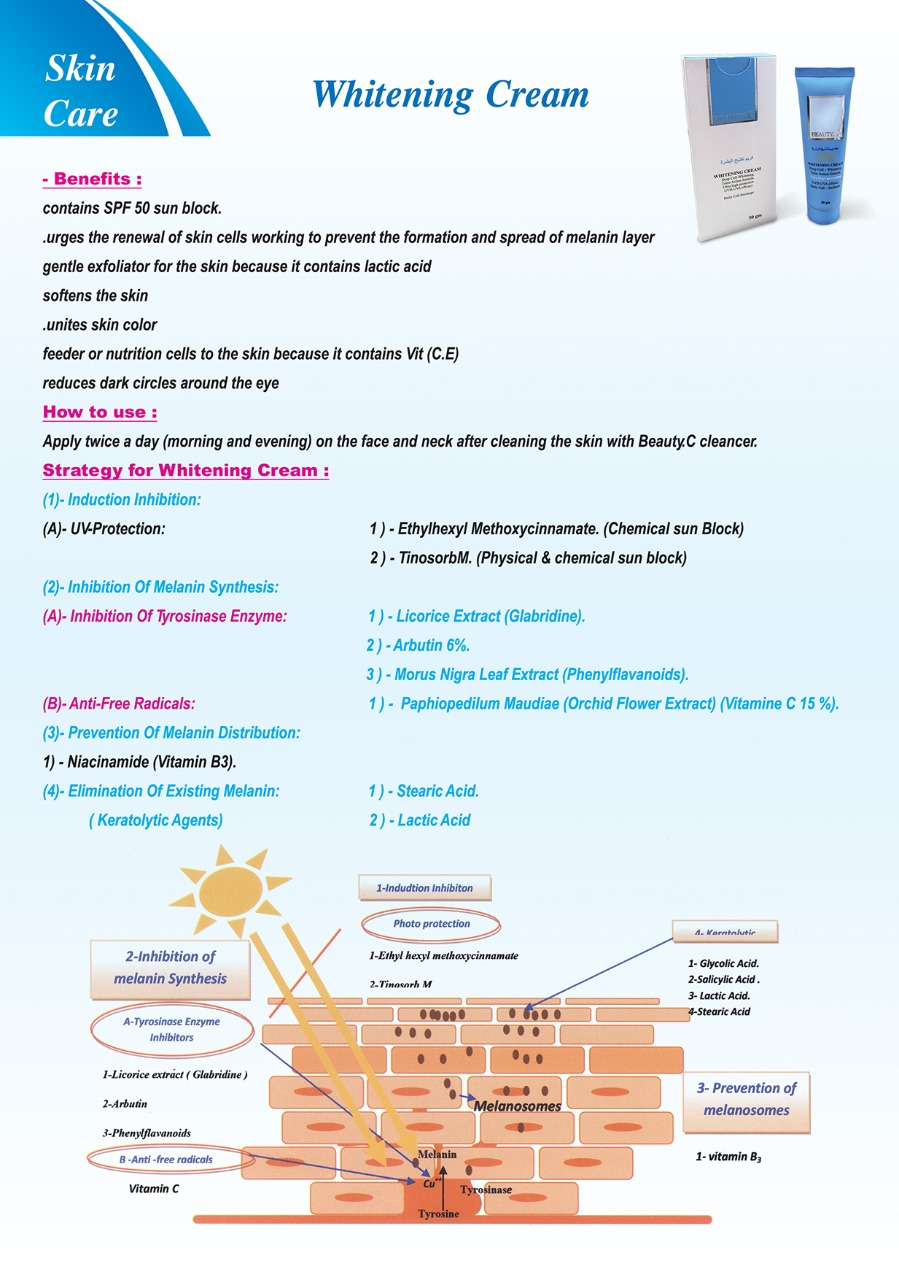 Skin
Care
Whitening Cream
BEAUTY.C
كريم تفتيح البشرة
WHITENING CREAM
50 gm
BEAUTY.C
WHITENING CREAM
50 gm
- Benefits :
contains SPF 50 sun block.
.urges the renewal of skin cells working to prevent the formation and spread of melanin layer
gentle exfoliator for the skin because it contains lactic acid
softens the skin
.unites skin color
feeder or nutrition cells to the skin because it contains Vit (C.E)
reduces dark circles around the eye
How to use :
Apply twice a day (morning and evening) on the face and neck after cleaning the skin with Beauty.C cleancer.
Strategy for Whitening Cream :
(1)- Induction Inhibition:
(A)- UV-Protection: 1 ) - Ethylhexyl Methoxycinnamate. (Chemical sun Block)
2 ) - TinosorbM. (Physical & chemical sun block)
(2)- Inhibition Of Melanin Synthesis:
(A)- Inhibition Of Tyrosinase Enzyme: 1 ) - Licorice Extract (Glabridine).
2 ) - Arbutin 6%.
3 ) - Morus Nigra Leaf Extract (Phenylflavanoids).
(B)- Anti-Free Radicals: 1 ) - Paphiopedilum Maudiae (Orchid Flower Extract) (Vitamine C 15 %).
(3)- Prevention Of Melanin Distribution:
1) - Niacinamide (Vitamin B3).
(4)- Elimination Of Existing Melanin: 1 ) - Stearic Acid.
( Keratolytic Agents) 2 ) - Lactic Acid
1-Indudtion Inhibiton
Photo protection
1-Ethyl hexyl methoxycinnamate
2-Tinosorb M
4- Keratolytic
1- Glycolic Acid.
2-Salicylic Acid .
3- Lactic Acid.
4-Stearic Acid
2-Inhibition of
melanin Synthesis
A-Tyrosinase Enzyme
Inhibitors
1-Licorice extract ( Glabridine )
2-Arbutin
3-Phenylflavanoids
B -Anti -free radicals
Vitamin C
3- Prevention of
melanosomes
1- vitamin B₃
Melanosomes
Melanin
Cu⁺⁺
Tyrosinase
Tyrosine